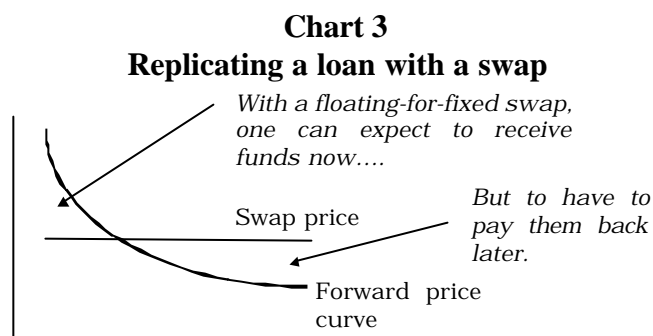 Chart 3
Replicating a loan with a swap
With a floating-for-fixed swap,
one can expect to receive
funds now....
But to have to
pay them back
later.
Swap price
Forward price
curve